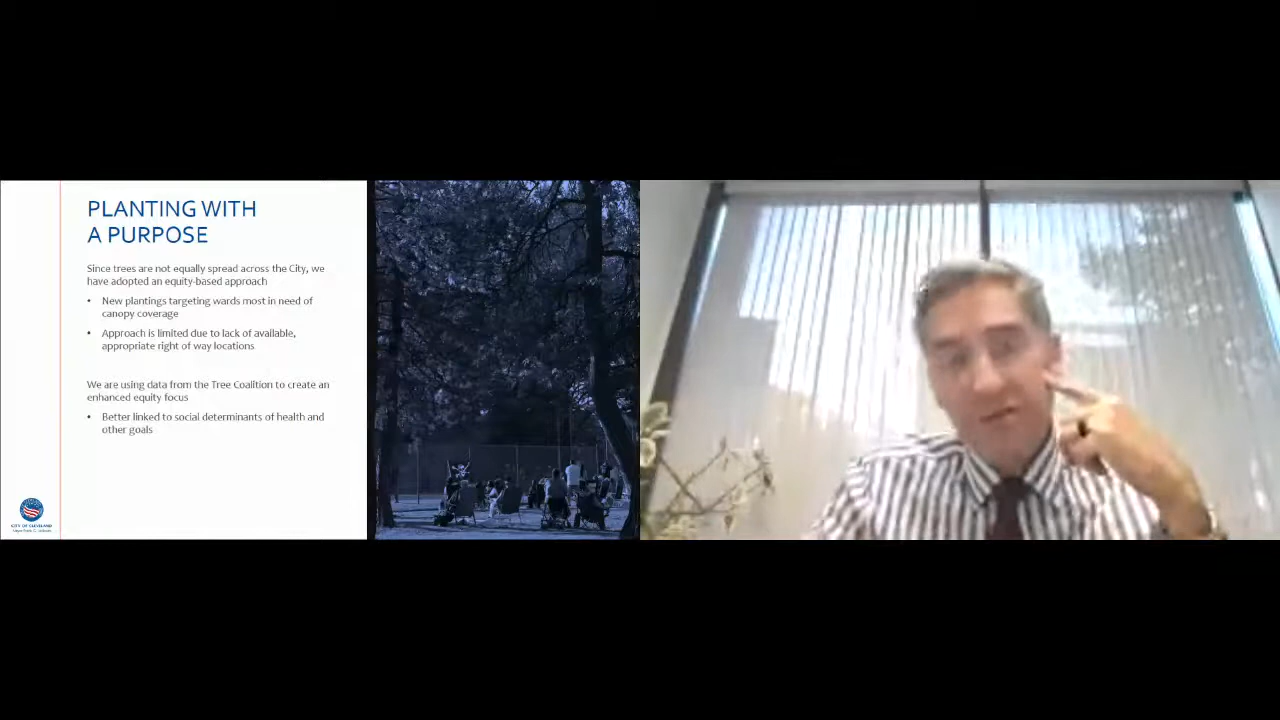 PLANTING WITH
A PURPOSE
Since trees are not equally spread across the City, we
have adopted an equity-based approach
• New plantings targeting wards most in need of
canopy coverage
• Approach is limited due to lack of available,
appropriate right of way locations
We are using data from the Tree Coalition to create an
enhanced equity focus
• Better linked to social determinants of health and
other goals
CITY OF CLEVELAND